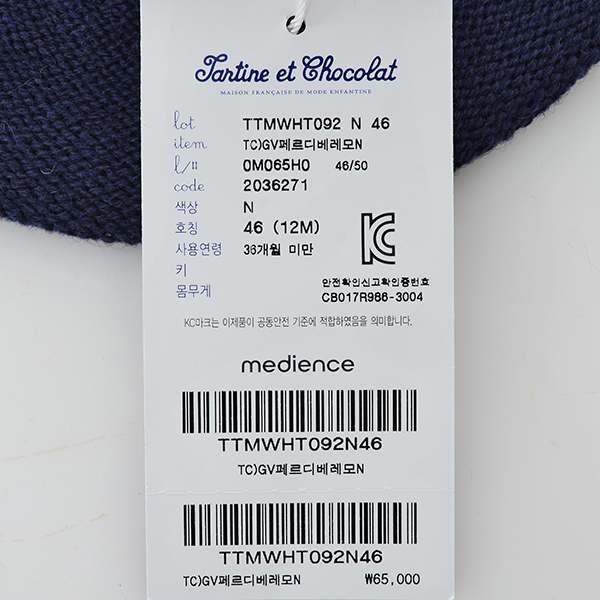 Tartine et Chocolat
MAISON FRANÇAISE DE MODE ENFANTINE
lot TTMWHT092 N 46
item TC)GV페르디베레모N
l/# 0M065H0 46/50
code 2036271
색상 N
호칭 46 (12M)
사용연령 36개월 미만
키
몸무게
KC
안전확인신고확인증번호
CB017R986-3004
KC마크는 이제품이 공동안전 기준에 적합하였음을 의미합니다.
medience
TTMWHT092N46
TC)GV페르디베레모N
TTMWHT092N46
TC)GV페르디베레모N ₩65,000